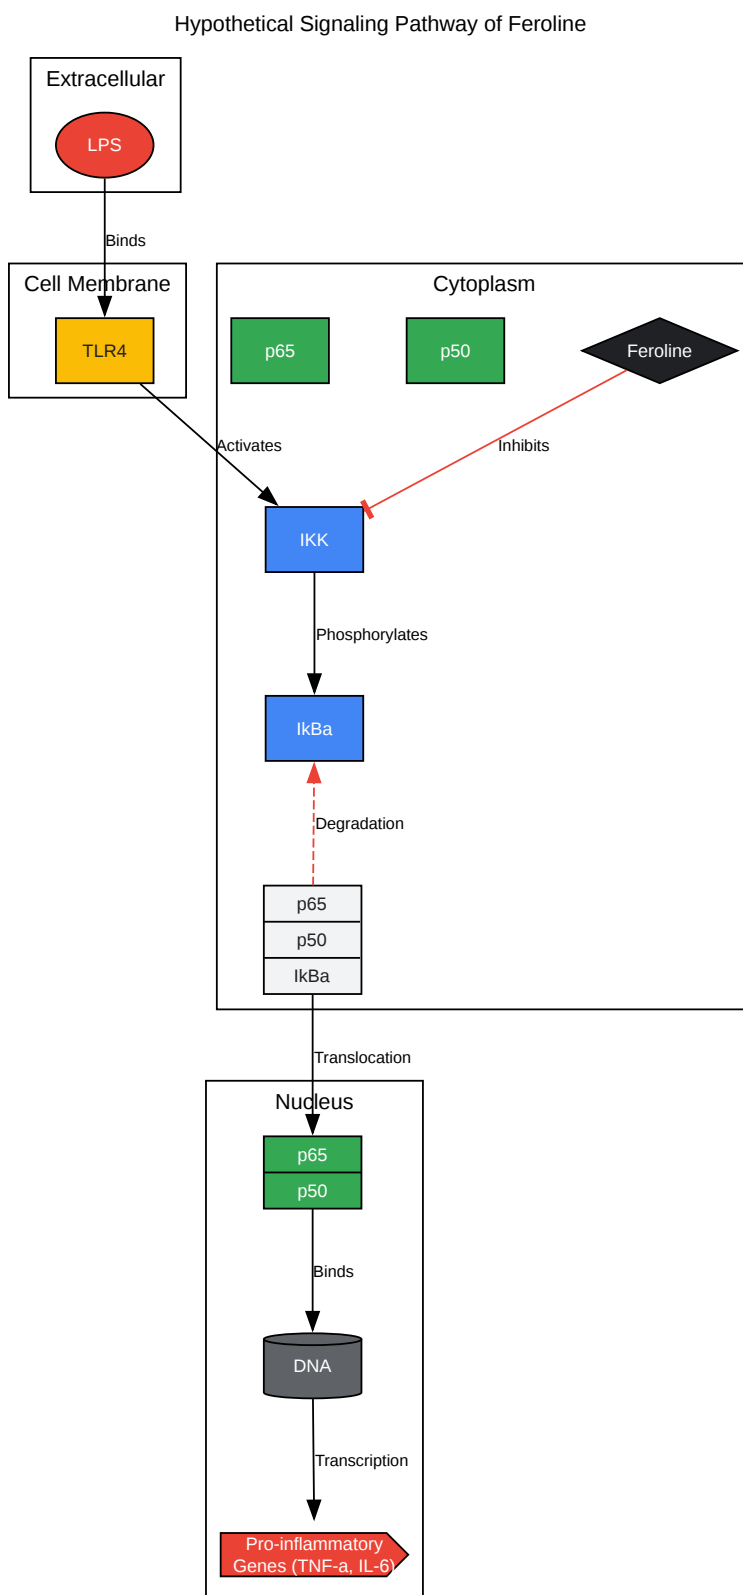 Hypothetical Signaling Pathway of Feroline
Extracellular
LPS
Binds
Cell Membrane
TLR4
Cytoplasm
p65
p50
Feroline
Activates
Inhibits
IKK
Phosphorylates
IkBa
Degradation
p65
p50
IkBa
Translocation
Nucleus
p65
p50
Binds
DNA
Transcription
Pro-inflammatory
Genes (TNF-a, IL-6)